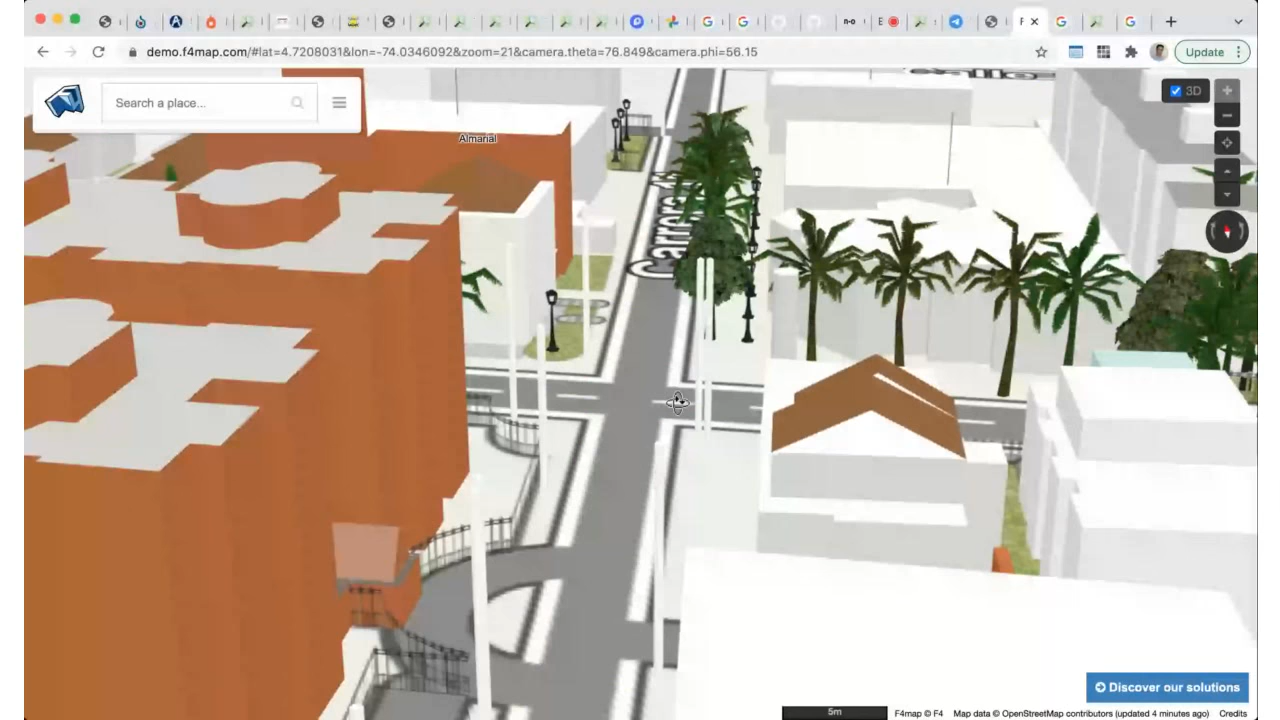 demo.f4map.com/#lat=4.7208031&lon=-74.0346092&zoom=21&camera.theta=76.849&camera.phi=56.15
Update
Search a place...
3D
Almarial
Discover our solutions
5m
F4map © F4 Map data © OpenStreetMap contributors (updated 4 minutes ago) Credits